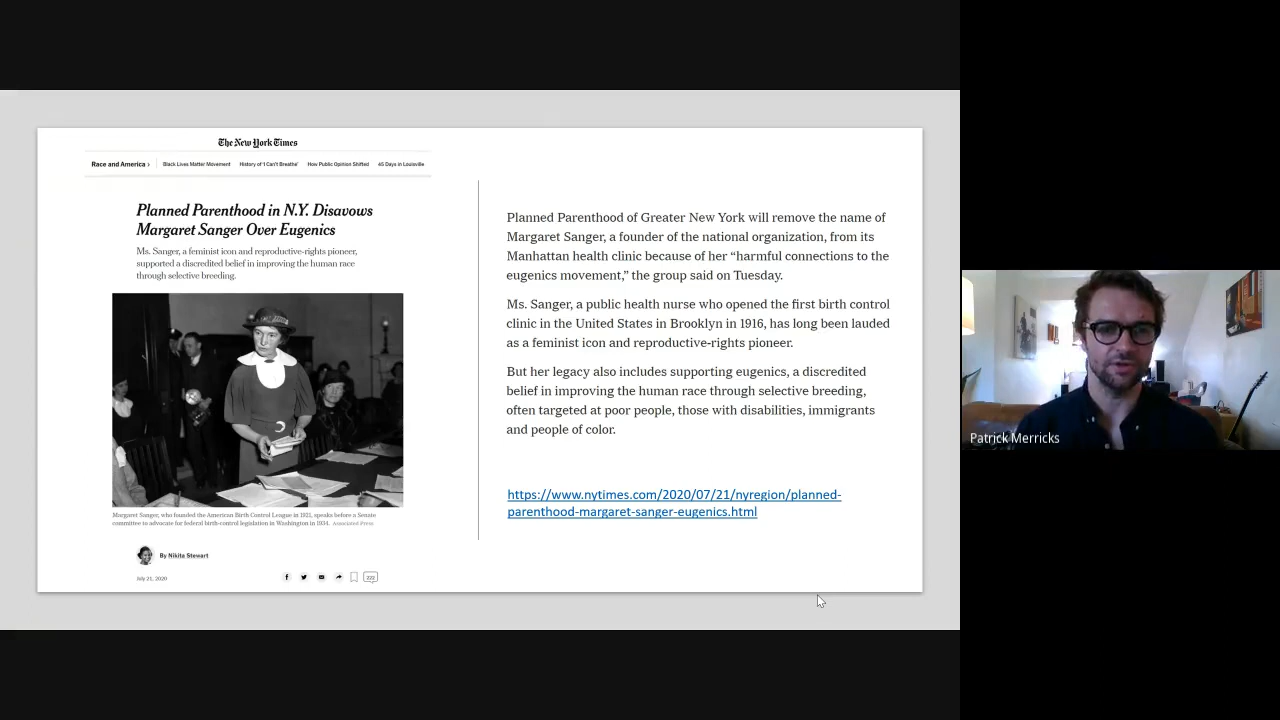 The New York Times
Race and America ›
Black Lives Matter Movement
History of 'I Can't Breathe'
How Public Opinion Shifted
45 Days in Louisville
Planned Parenthood in N.Y. Disavows
Margaret Sanger Over Eugenics
Ms. Sanger, a feminist icon and reproductive-rights pioneer,
supported a discredited belief in improving the human race
through selective breeding.
Margaret Sanger, who founded the American Birth Control League in 1921, speaks before a Senate
committee to advocate for federal birth-control legislation in Washington in 1934. Associated Press
By Nikita Stewart
July 21, 2020
222
Planned Parenthood of Greater New York will remove the name of
Margaret Sanger, a founder of the national organization, from its
Manhattan health clinic because of her “harmful connections to the
eugenics movement,” the group said on Tuesday.
Ms. Sanger, a public health nurse who opened the first birth control
clinic in the United States in Brooklyn in 1916, has long been lauded
as a feminist icon and reproductive-rights pioneer.
But her legacy also includes supporting eugenics, a discredited
belief in improving the human race through selective breeding,
often targeted at poor people, those with disabilities, immigrants
and people of color.
https://www.nytimes.com/2020/07/21/nyregion/planned-
parenthood-margaret-sanger-eugenics.html
Patrick Merricks